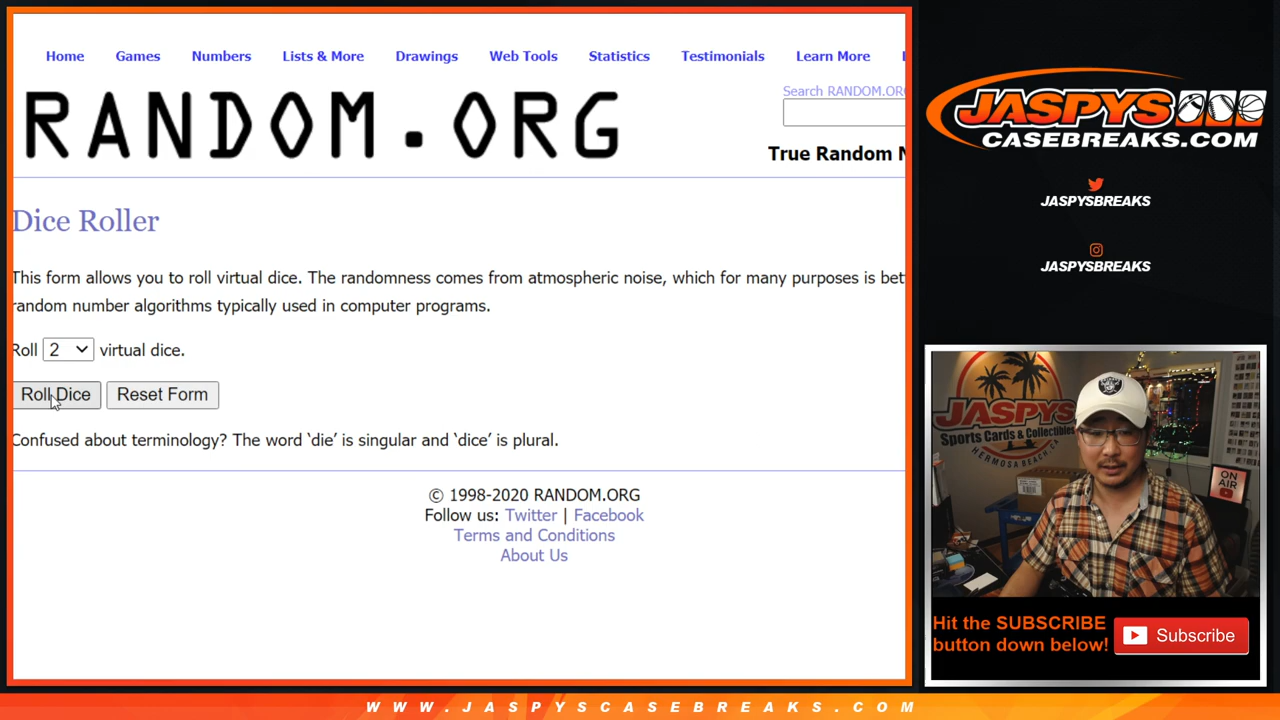 Home Games Numbers Lists & More Drawings Web Tools Statistics Testimonials Learn More
RANDOM.ORG
Search RANDOM.ORG
True Random N
Dice Roller
This form allows you to roll virtual dice. The randomness comes from atmospheric noise, which for many purposes is bet
random number algorithms typically used in computer programs.
Roll 2 virtual dice.
Roll Dice Reset Form
Confused about terminology? The word ‘die’ is singular and ‘dice’ is plural.
© 1998-2020 RANDOM.ORG
Follow us: Twitter | Facebook
Terms and Conditions
About Us
JASPYS
CASEBREAKS.COM
JASPYSBREAKS
JASPYSBREAKS
JASPYS
Sports Cards & Collectibles
HERMOSA BEACH
ON
AIR
Hit the SUBSCRIBE
button down below!
Subscribe
WWW.JASPYSCASEBREAKS.COM